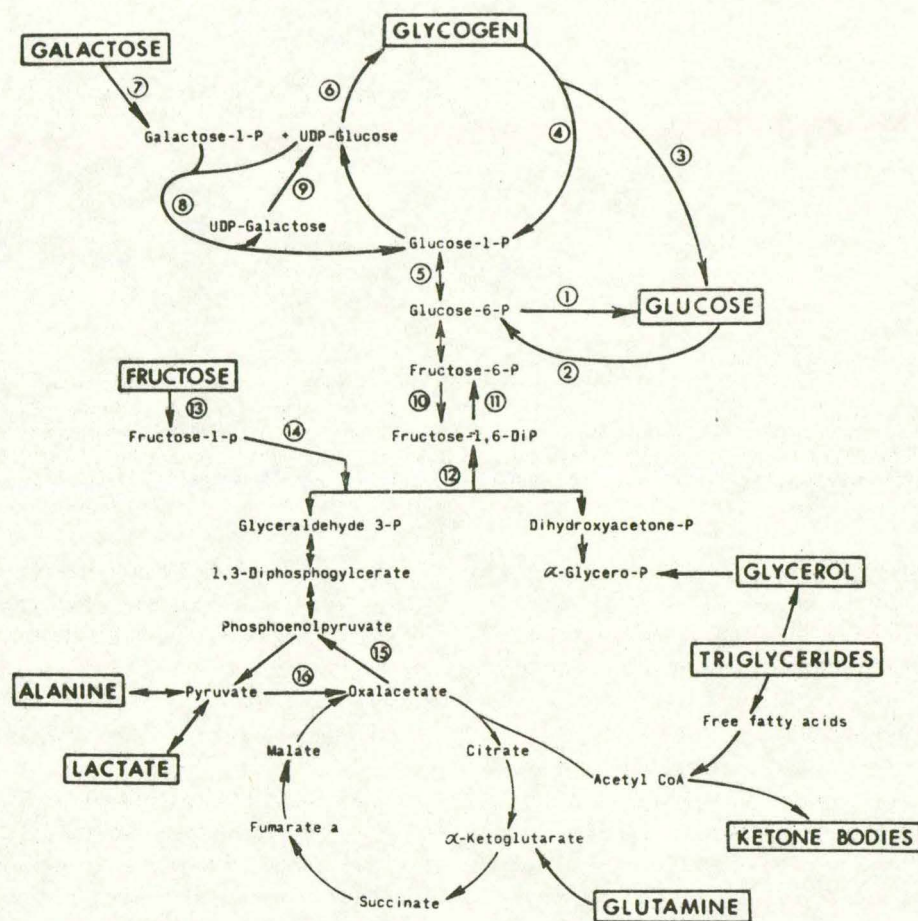 GLYCOGEN
GALACTOSE
⑦
⑥
④
③
Galactose-1-P + UDP-Glucose
⑧
⑨
UDP-Galactose
Glucose-1-P
⑤
Glucose-6-P
①
GLUCOSE
②
Fructose-6-P
FRUCTOSE
⑬
⑩
⑪
Fructose-1-p
⑭
Fructose-1,6-DiP
⑫
Glyceraldehyde 3-P
Dihydroxyacetone-P
1,3-Diphosphogylcerate
α-Glycero-P
GLYCEROL
Phosphoenolpyruvate
⑮
TRIGLYCERIDES
ALANINE
Pyruvate
⑯
Oxalacetate
Free fatty acids
LACTATE
Malate
Citrate
Acetyl CoA
Fumarate a
α-Ketoglutarate
KETONE BODIES
Succinate
GLUTAMINE